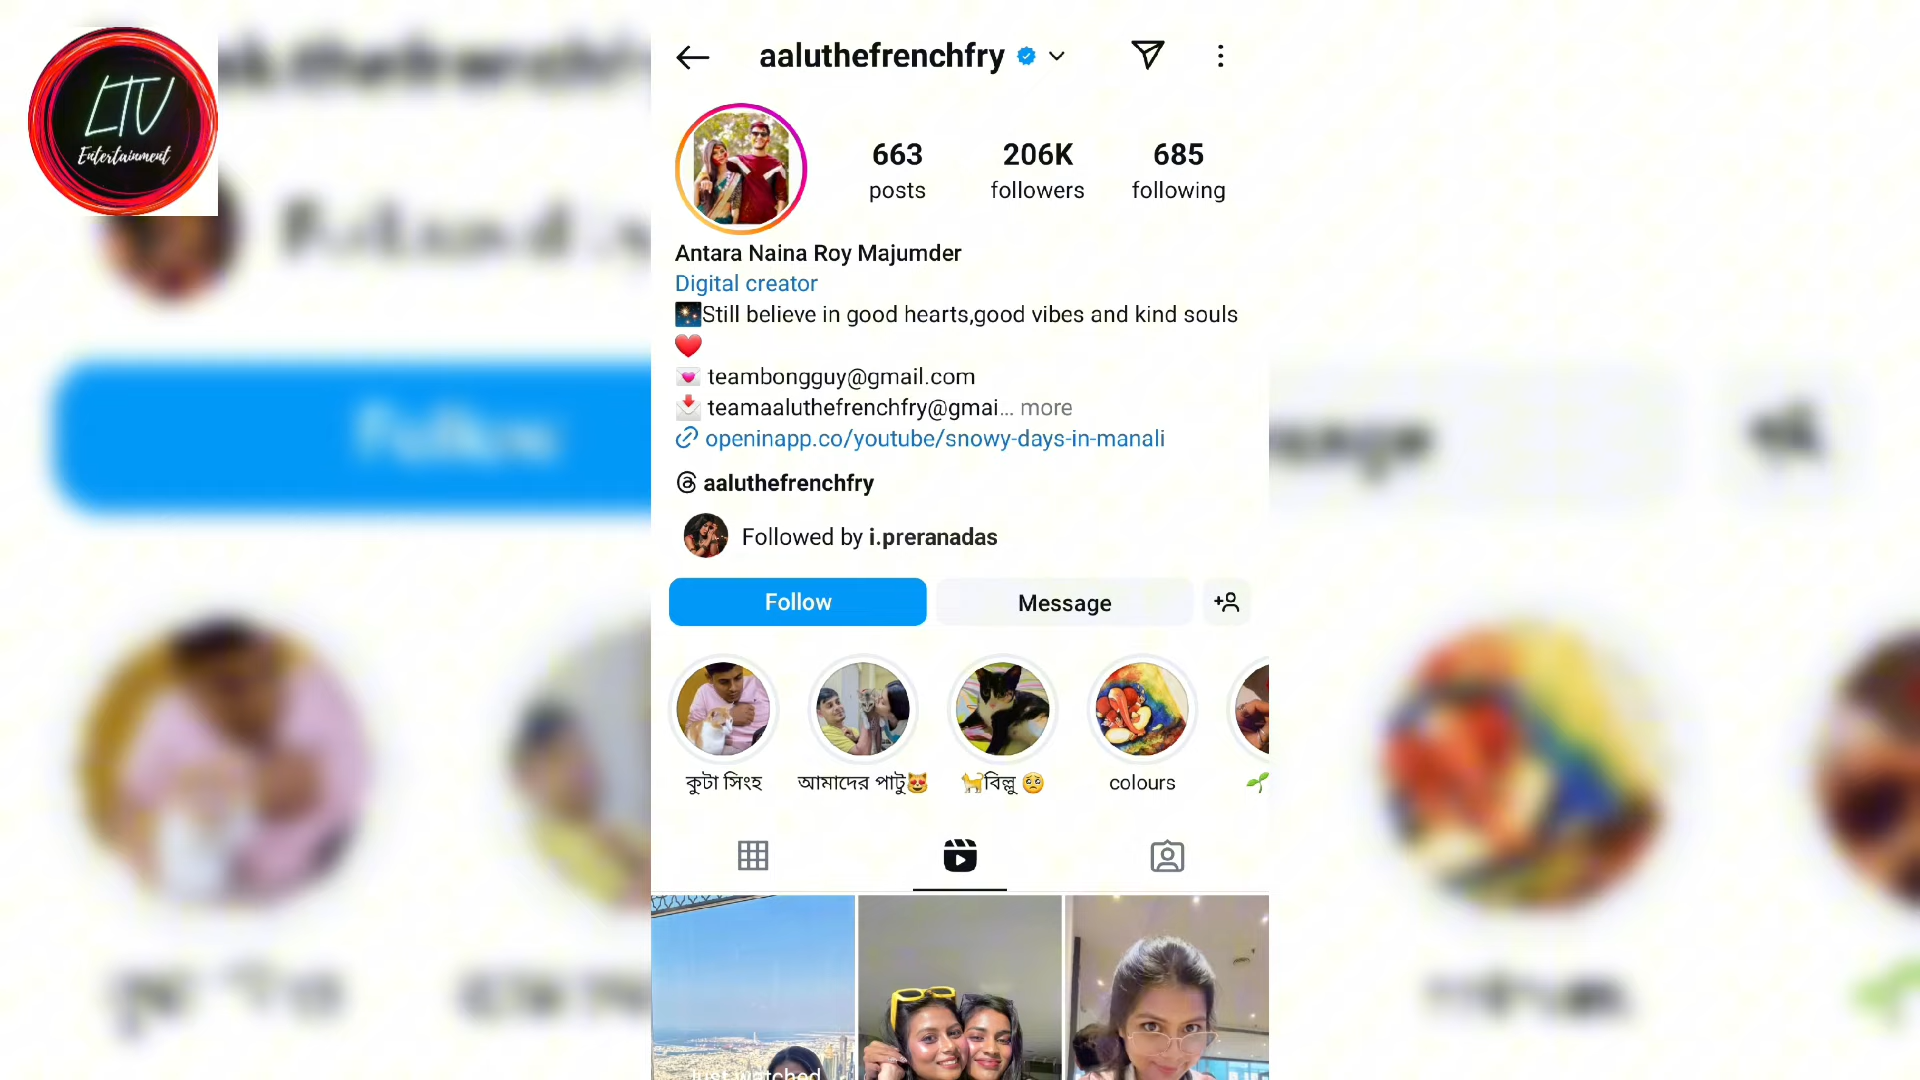 LTV
Entertainment
aaluthefrenchfry
663
206K
685
posts
followers
following
Antara Naina Roy Majumder
Digital creator
🎇Still believe in good hearts,good vibes and kind souls
❤️
💌 teambongguy@gmail.com
📩 teamaaluthefrenchfry@gmai... more
openinapp.co/youtube/snowy-days-in-manali
aaluthefrenchfry
Followed by i.preranadas
Follow
Message
কুটা সিংহ
আমাদের পাটু😻
🐈বিল্লু 🥺
colours
🌱
Just watched